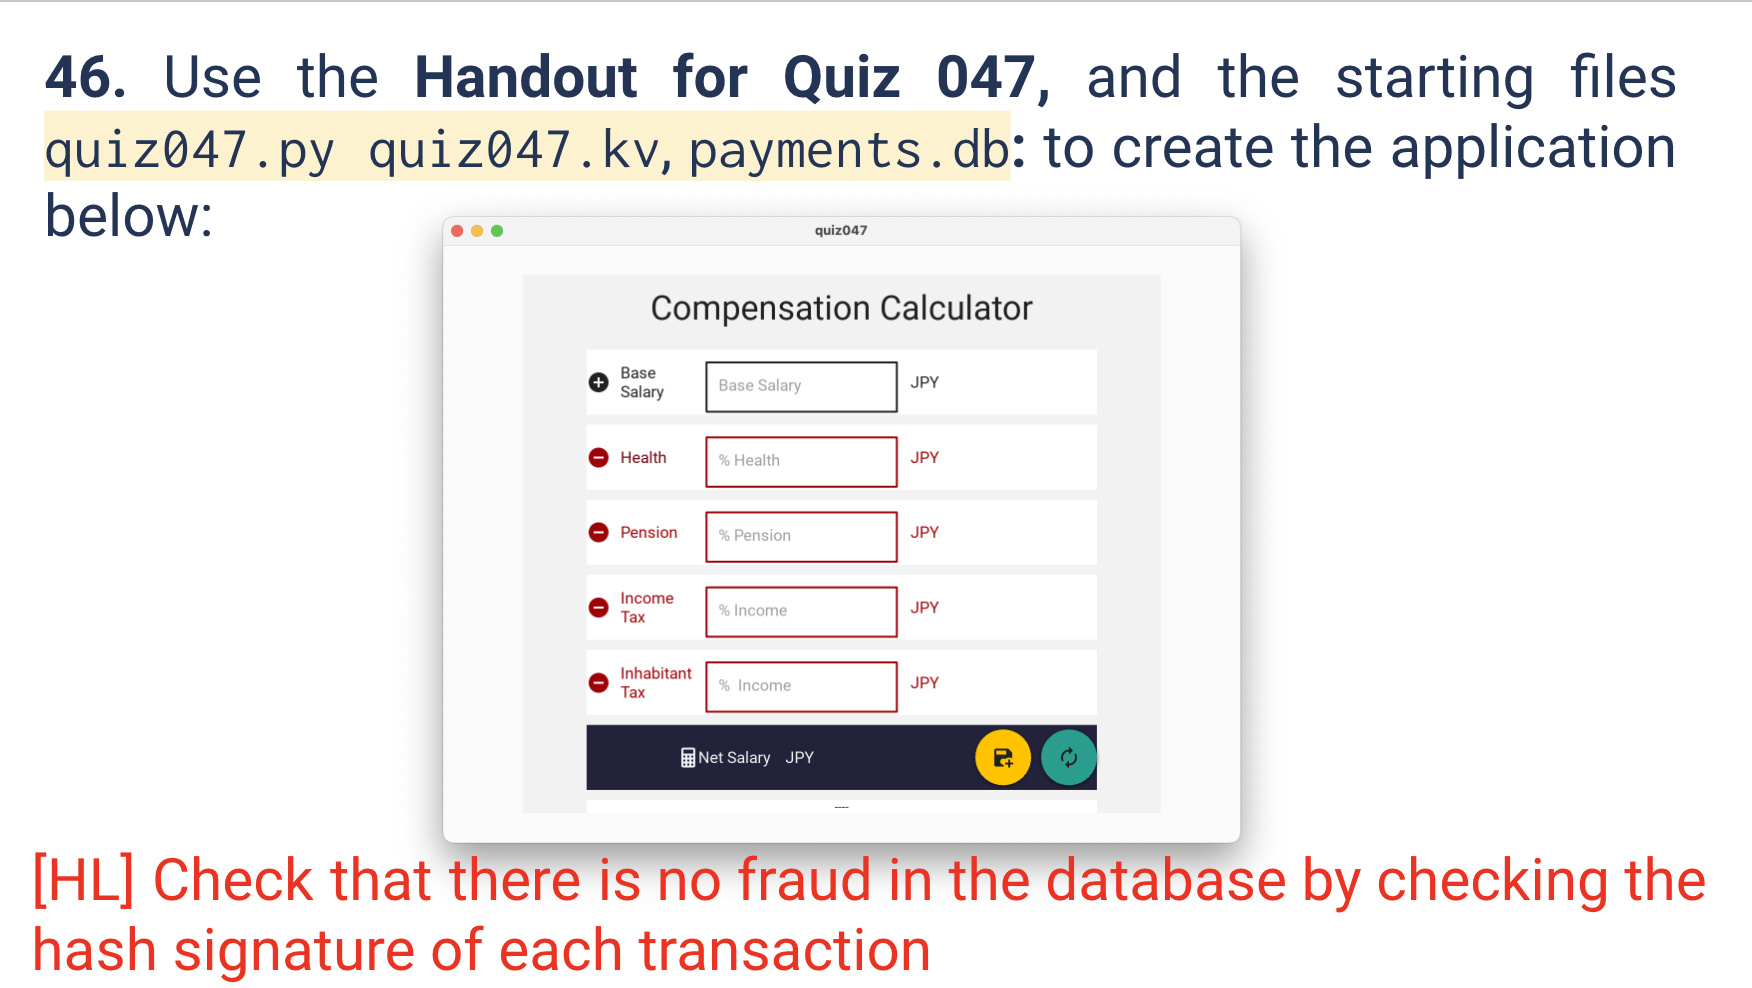 46. Use the Handout for Quiz 047, and the starting files
quiz047.py quiz047.kv, payments.db: to create the application
below:
quiz047
Compensation Calculator
Base
Salary
Base Salary
JPY
Health
% Health
JPY
Pension
% Pension
JPY
Income
Tax
% Income
JPY
Inhabitant
Tax
% Income
JPY
Net Salary JPY
----
[HL] Check that there is no fraud in the database by checking the
hash signature of each transaction